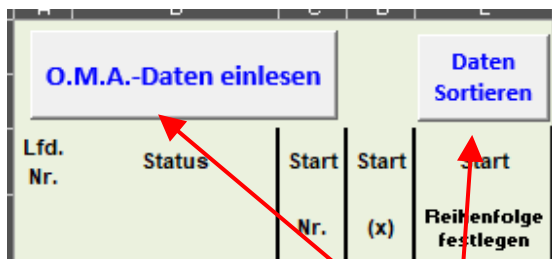 O.M.A.-Daten einlesen
Daten
Sortieren
Lfd.
Nr.
Status
Start
Nr.
Start
(x)
Start
Reihenfolge
festlegen